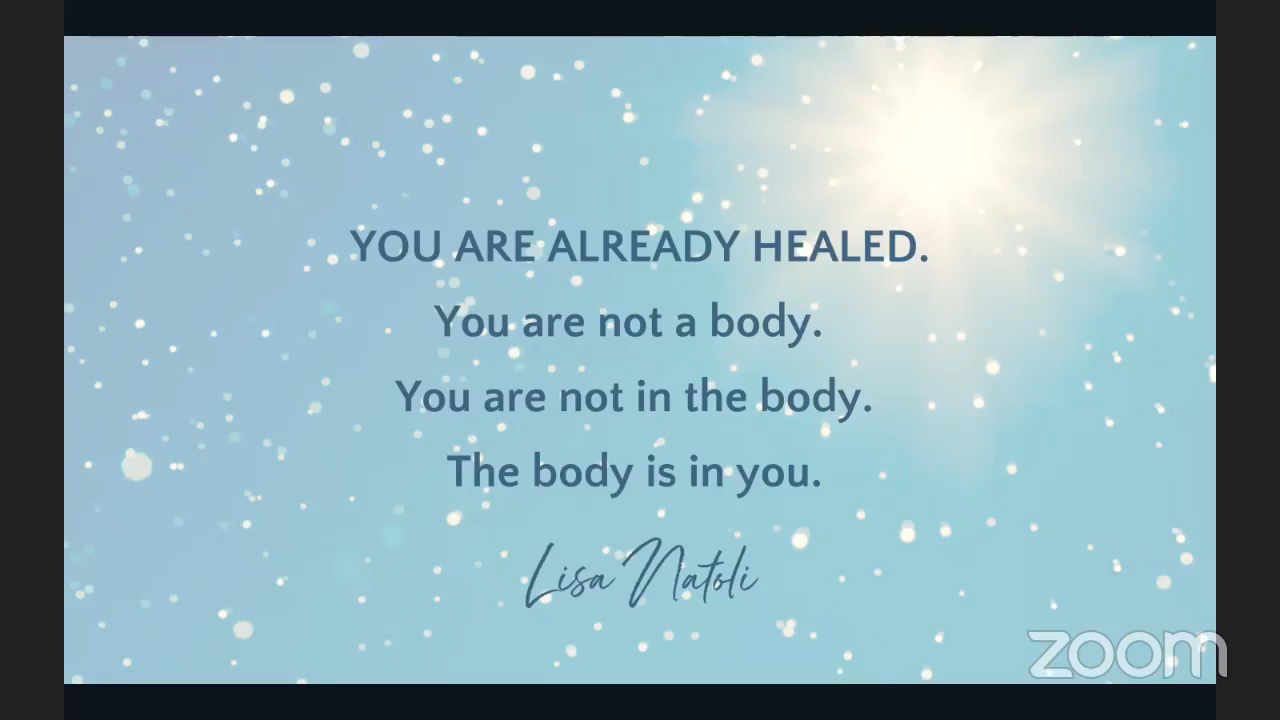 YOU ARE ALREADY HEALED.
You are not a body.
You are not in the body.
The body is in you.
Lisa Natoli
zoom